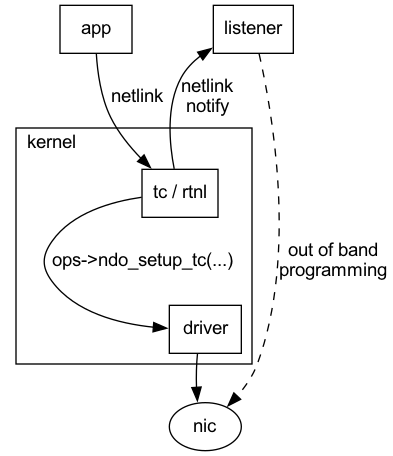 app
listener
netlink
netlink
notify
kernel
tc / rtnl
out of band
programming
ops->ndo_setup_tc(...)
driver
nic